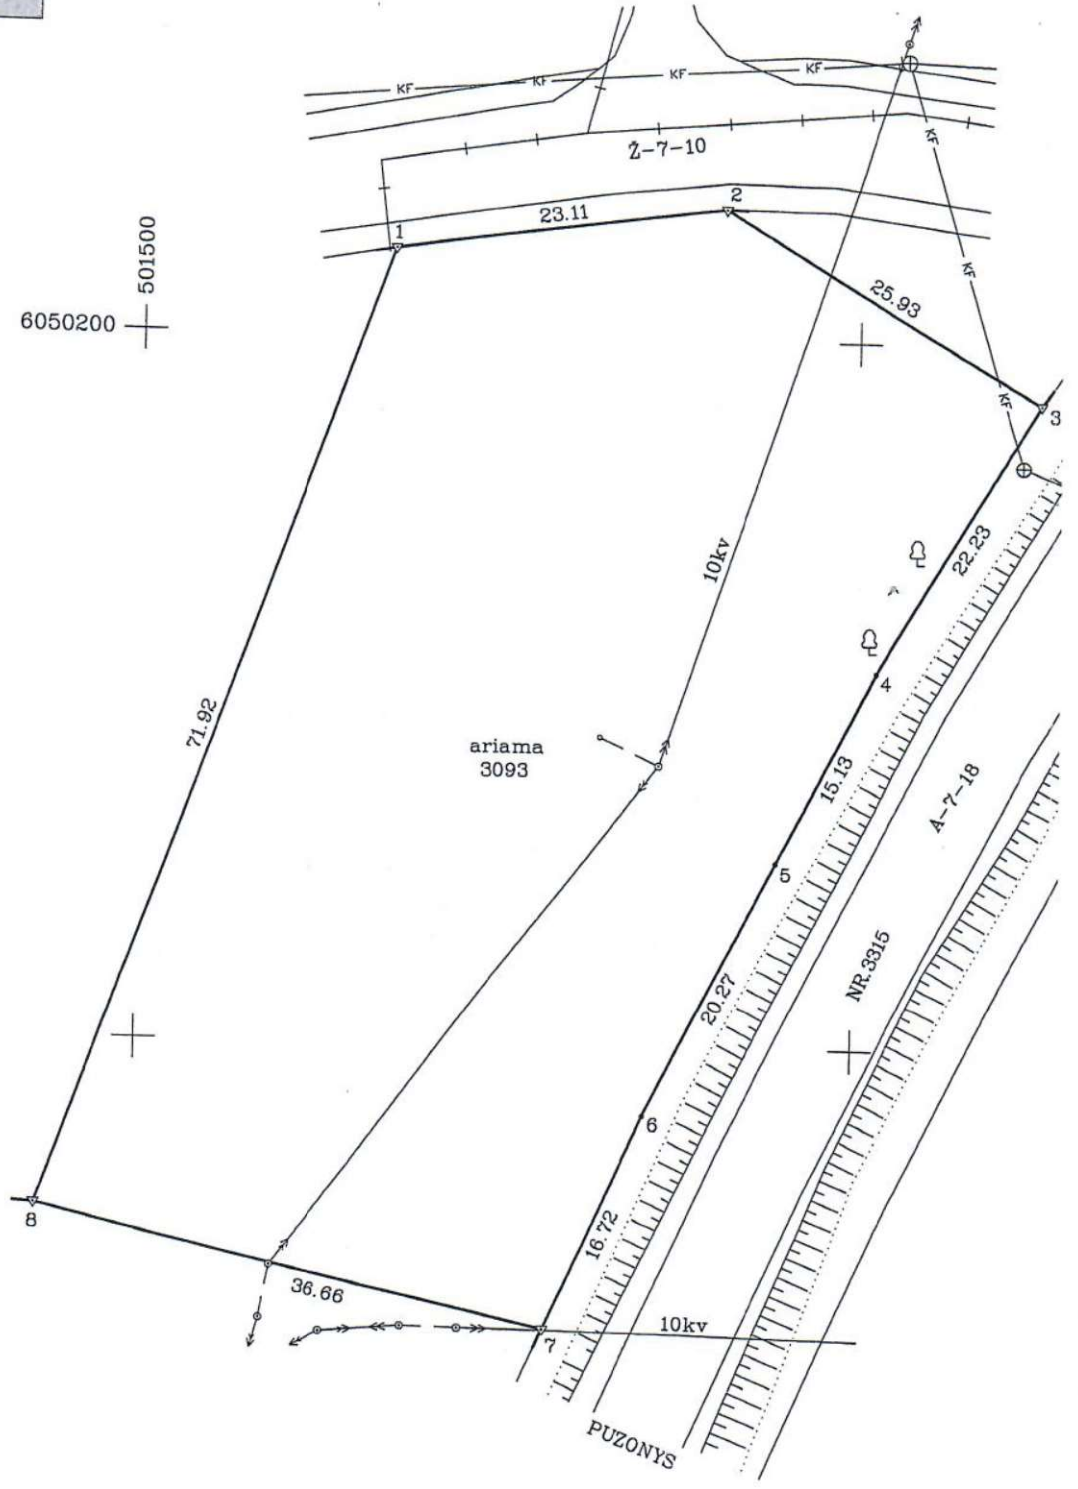 KF
KF
KF
KF
Ž-7-10
KF
2
23.11
1
501500
KF
25.93
6050200
KF
3
22.23
10kv
4
71.92
ariama
3093
15.13
A-7-18
5
NR.3315
20.27
6
8
16.72
36.66
10kv
7
PUZONYS